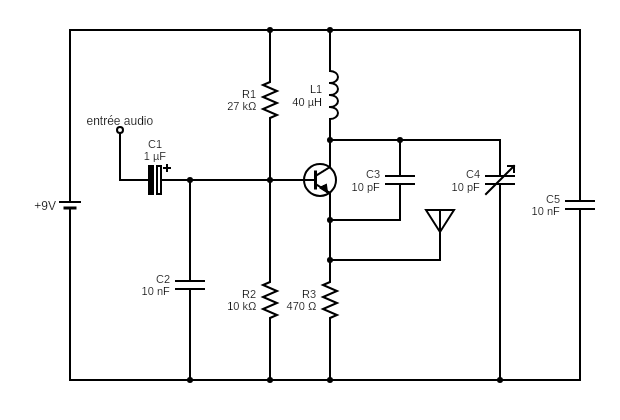 entrée audio
C1
1 µF
+
R1
27 kΩ
L1
40 µH
C3
10 pF
C4
10 pF
C5
10 nF
+9V
C2
10 nF
R2
10 kΩ
R3
470 Ω